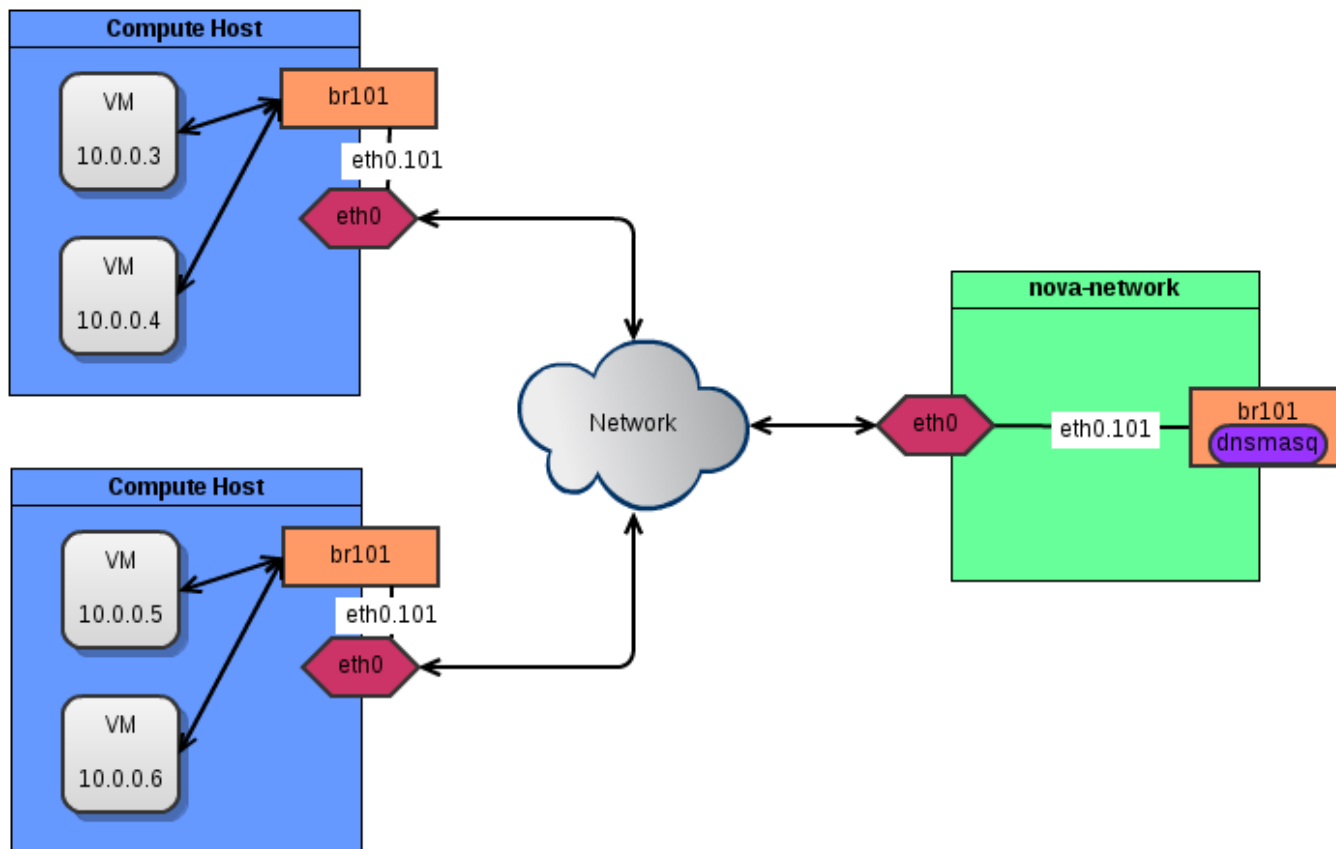 Compute Host
VM
10.0.0.3
br101
eth0.101
eth0
VM
10.0.0.4
Network
nova-network
eth0
eth0.101
br101
dnsmasq
Compute Host
VM
10.0.0.5
br101
eth0.101
eth0
VM
10.0.0.6